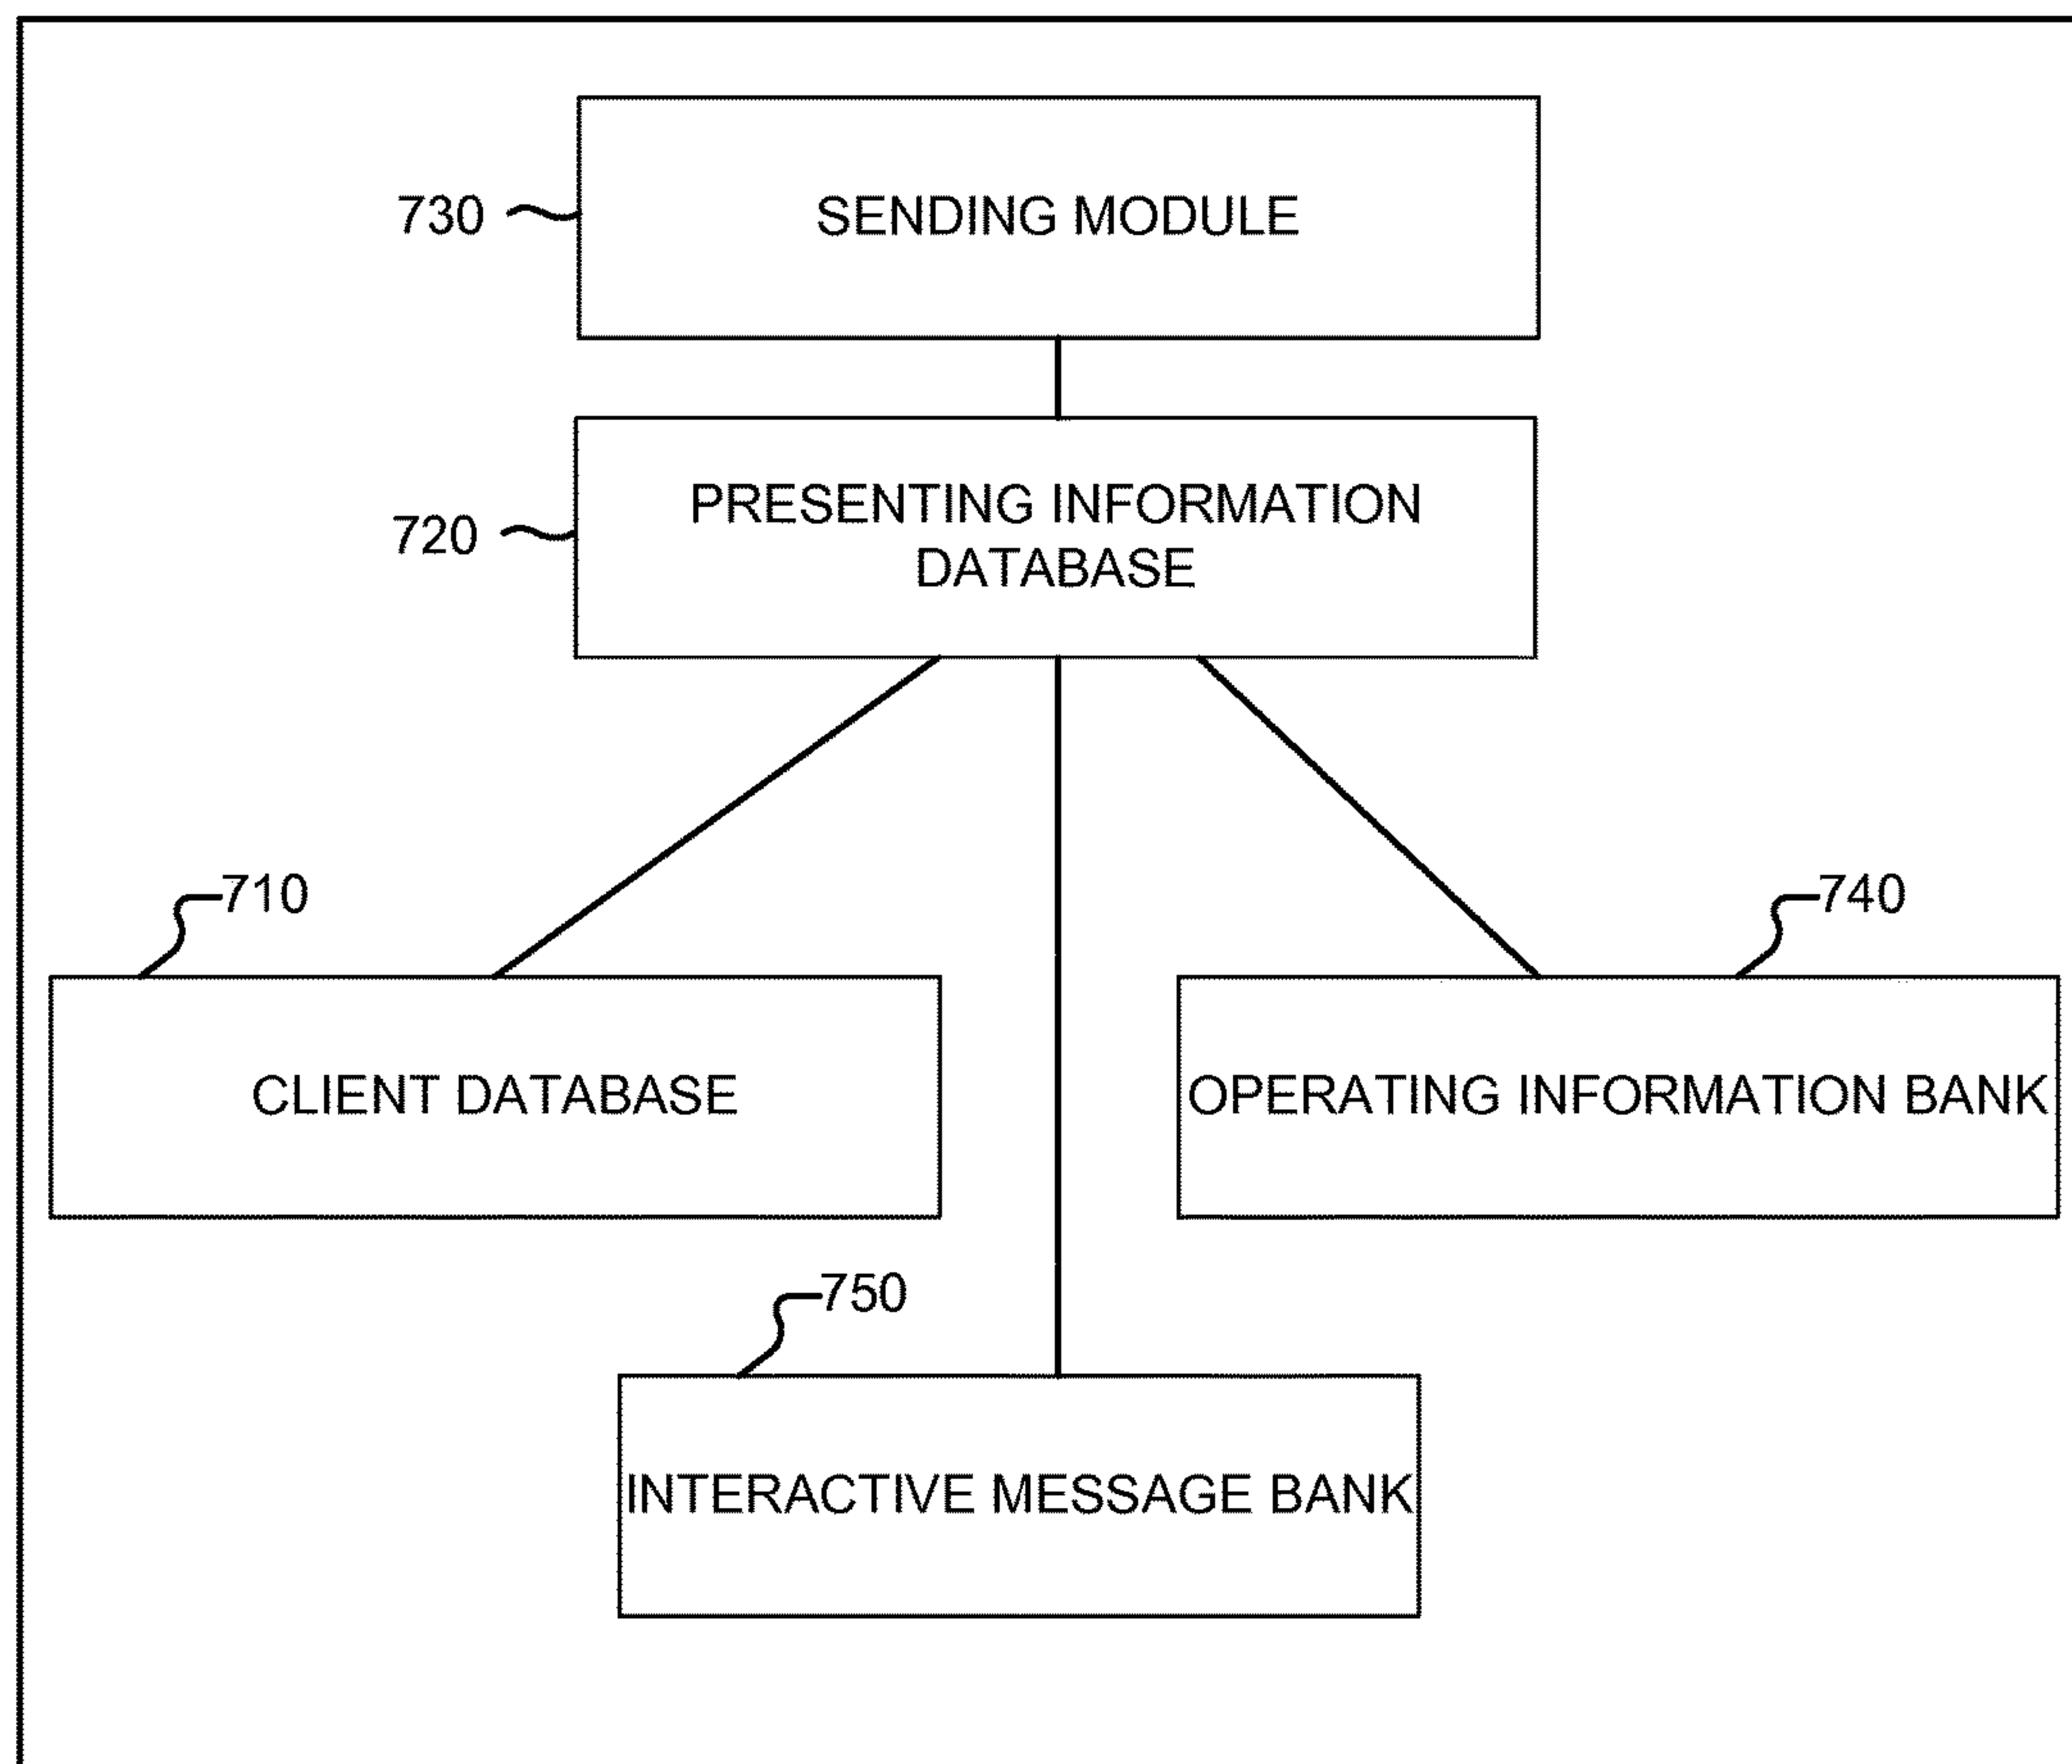 730
SENDING MODULE
720
PRESENTING INFORMATION
DATABASE
710
740
CLIENT DATABASE
OPERATING INFORMATION BANK
750
INTERACTIVE MESSAGE BANK